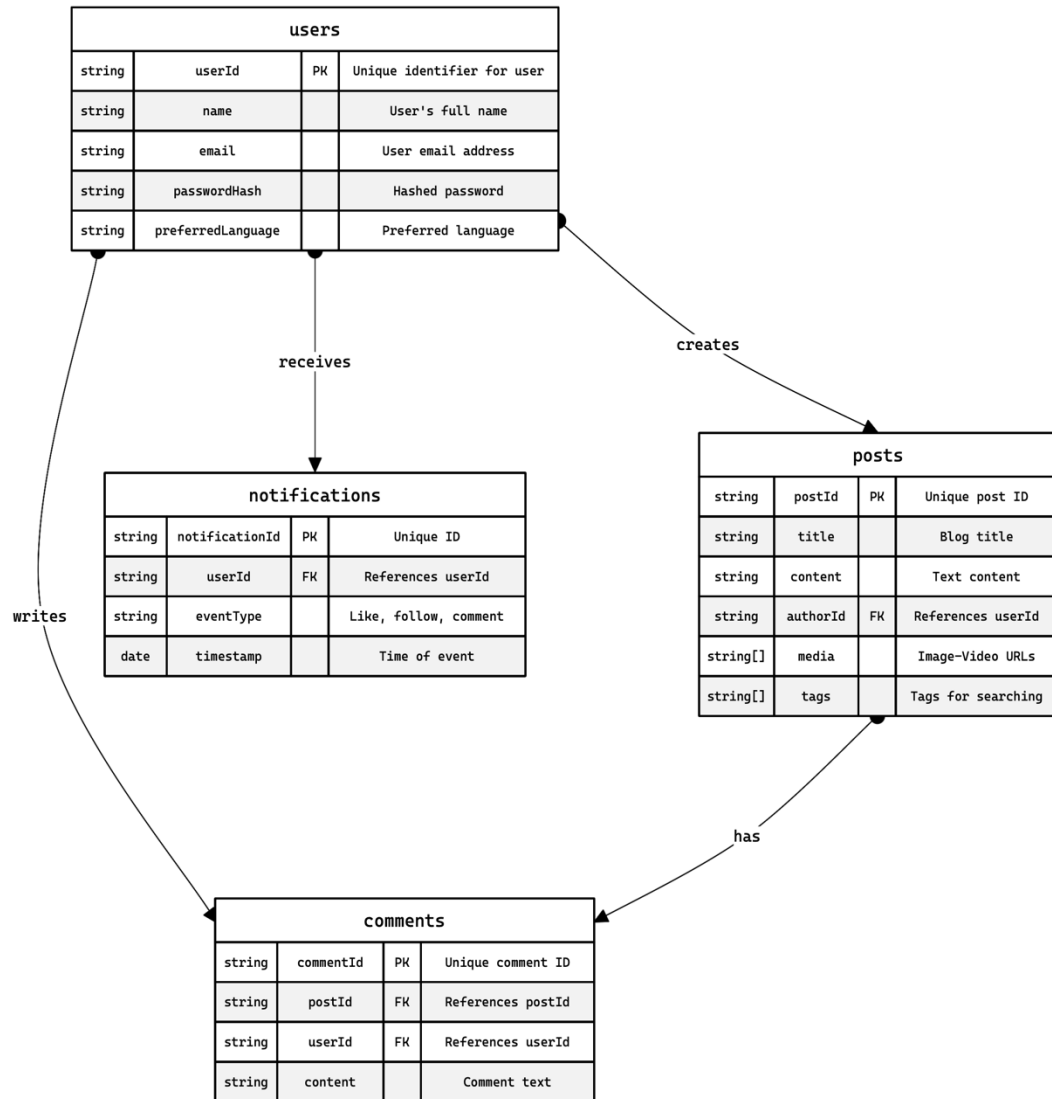 users
string userId PK Unique identifier for user
string name User's full name
string email User email address
string passwordHash Hashed password
string preferredLanguage Preferred language
creates
receives
posts
string postId PK Unique post ID
string title Blog title
string content Text content
string authorId FK References userId
string[] media Image-Video URLs
string[] tags Tags for searching
notifications
string notificationId PK Unique ID
string userId FK References userId
string eventType Like, follow, comment
date timestamp Time of event
writes
has
comments
string commentId PK Unique comment ID
string postId FK References postId
string userId FK References userId
string content Comment text